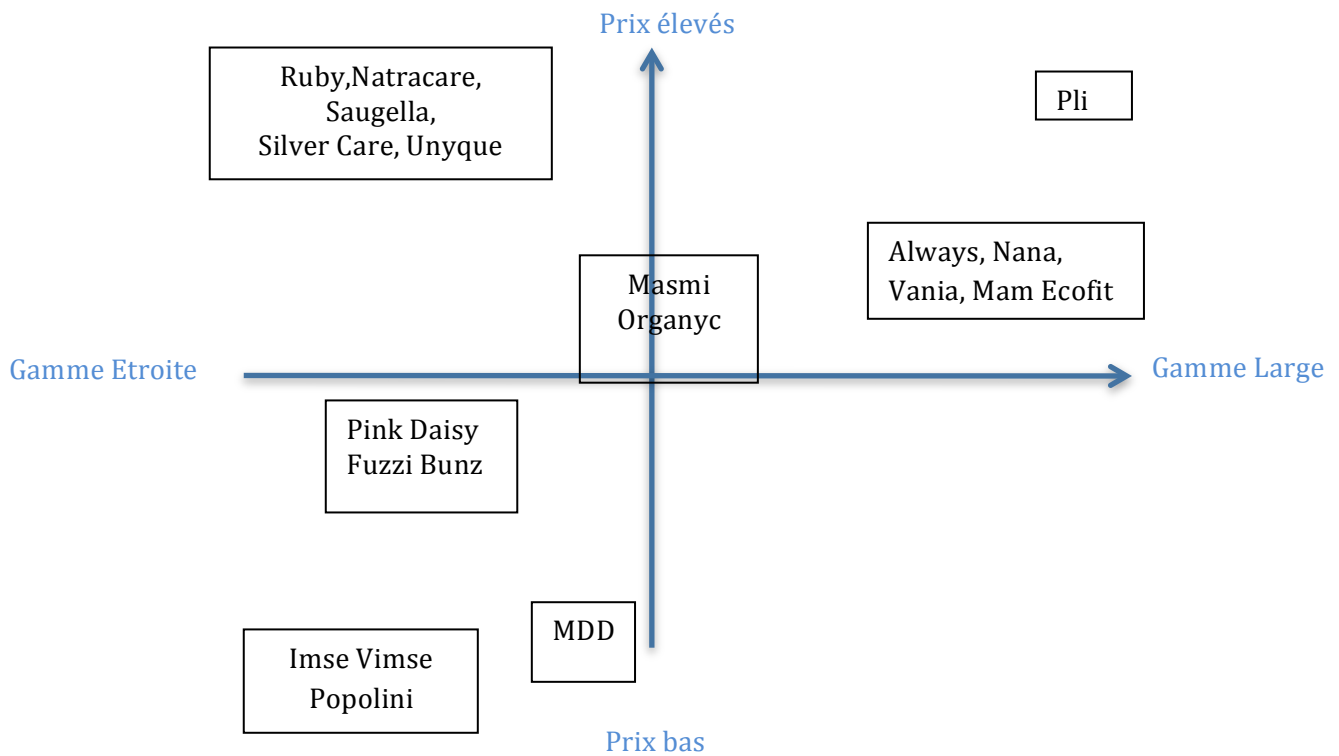 Prix élevés
Ruby,Natracare,
Saugella,
Silver Care, Unyque
Pli
Always, Nana,
Vania, Mam Ecofit
Masmi
Organyc
Gamme Etroite
Gamme Large
Pink Daisy
Fuzzi Bunz
MDD
Imse Vimse
Popolini
Prix bas